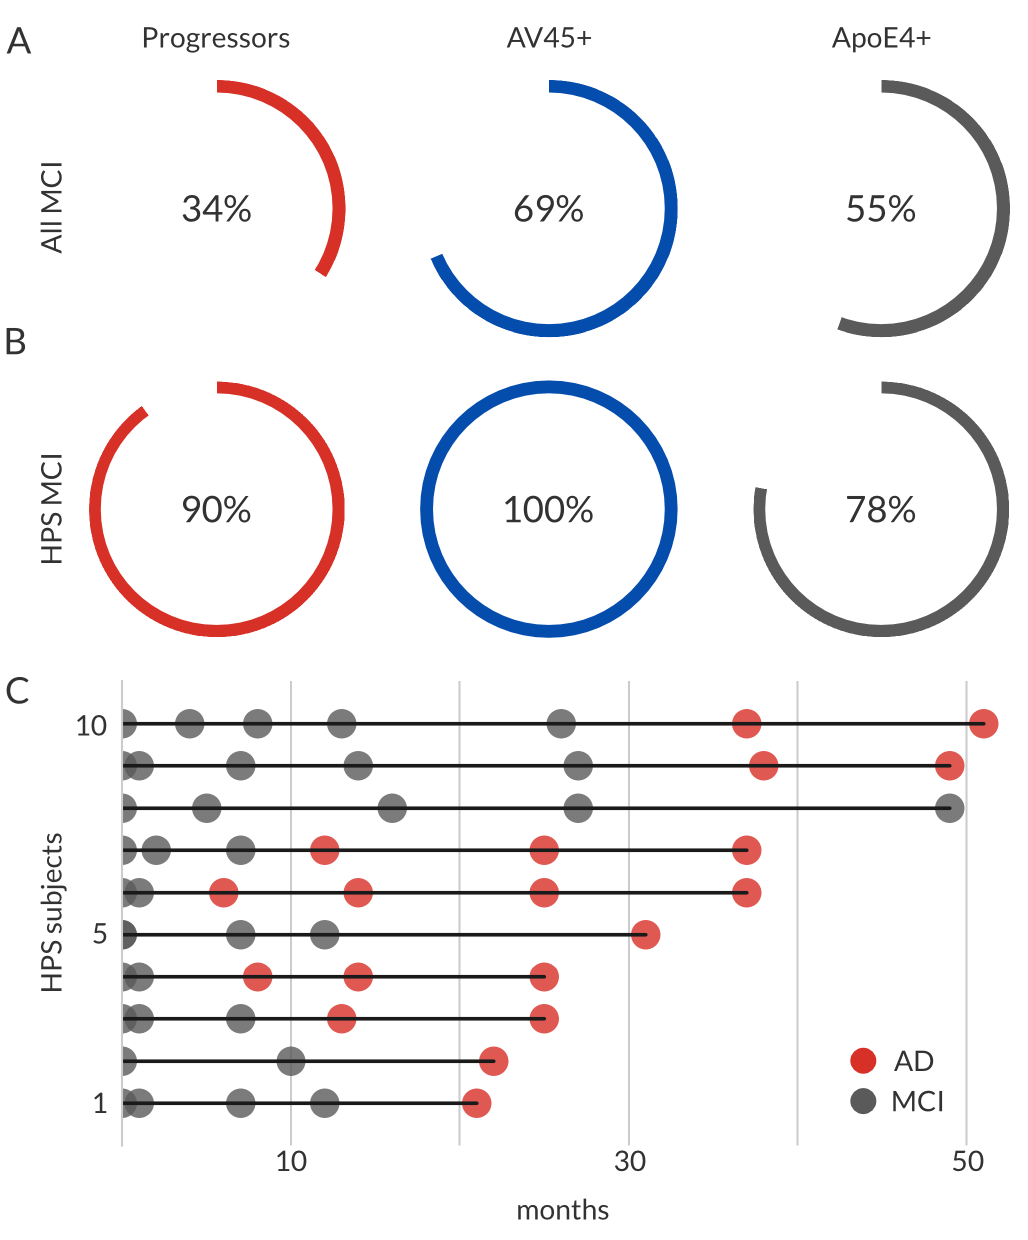 A
Progressors
AV45+
ApoE4+
All MCI
34%
69%
55%
B
HPS MCI
90%
100%
78%
C
HPS subjects
10
5
1
AD
MCI
10
30
50
months